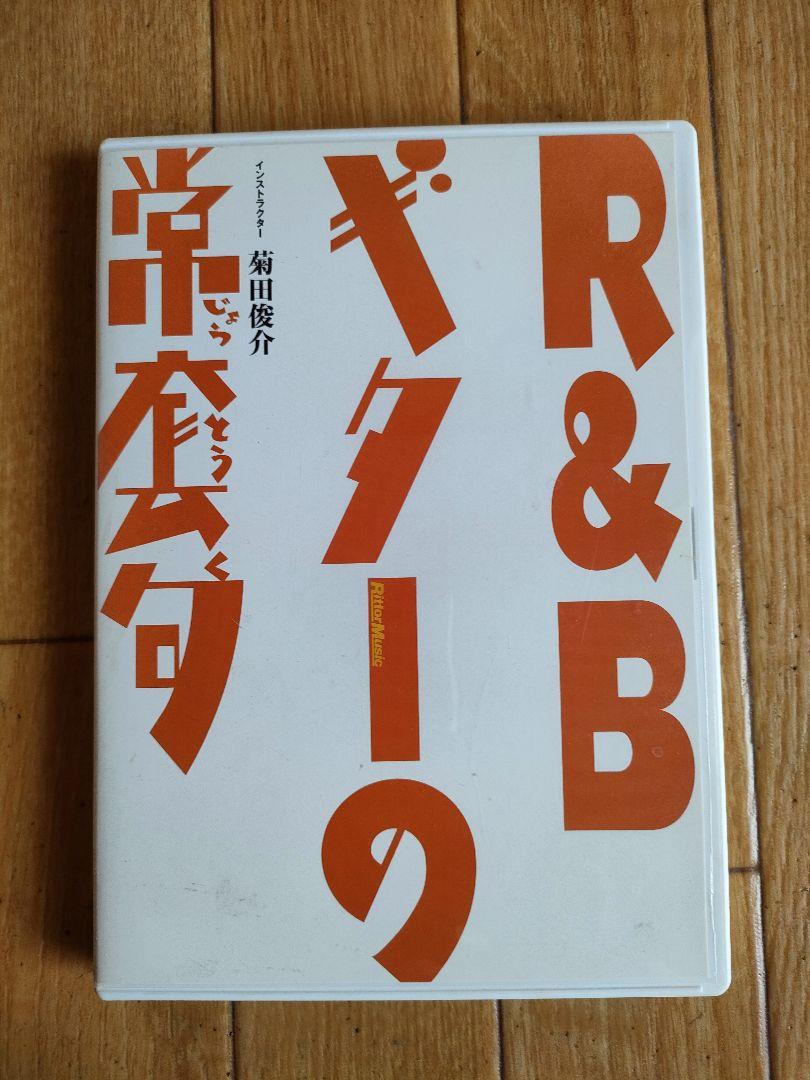 R&B
ギターの
Rittor Music
インストラクター 菊田俊介
常套句
じょうとうく